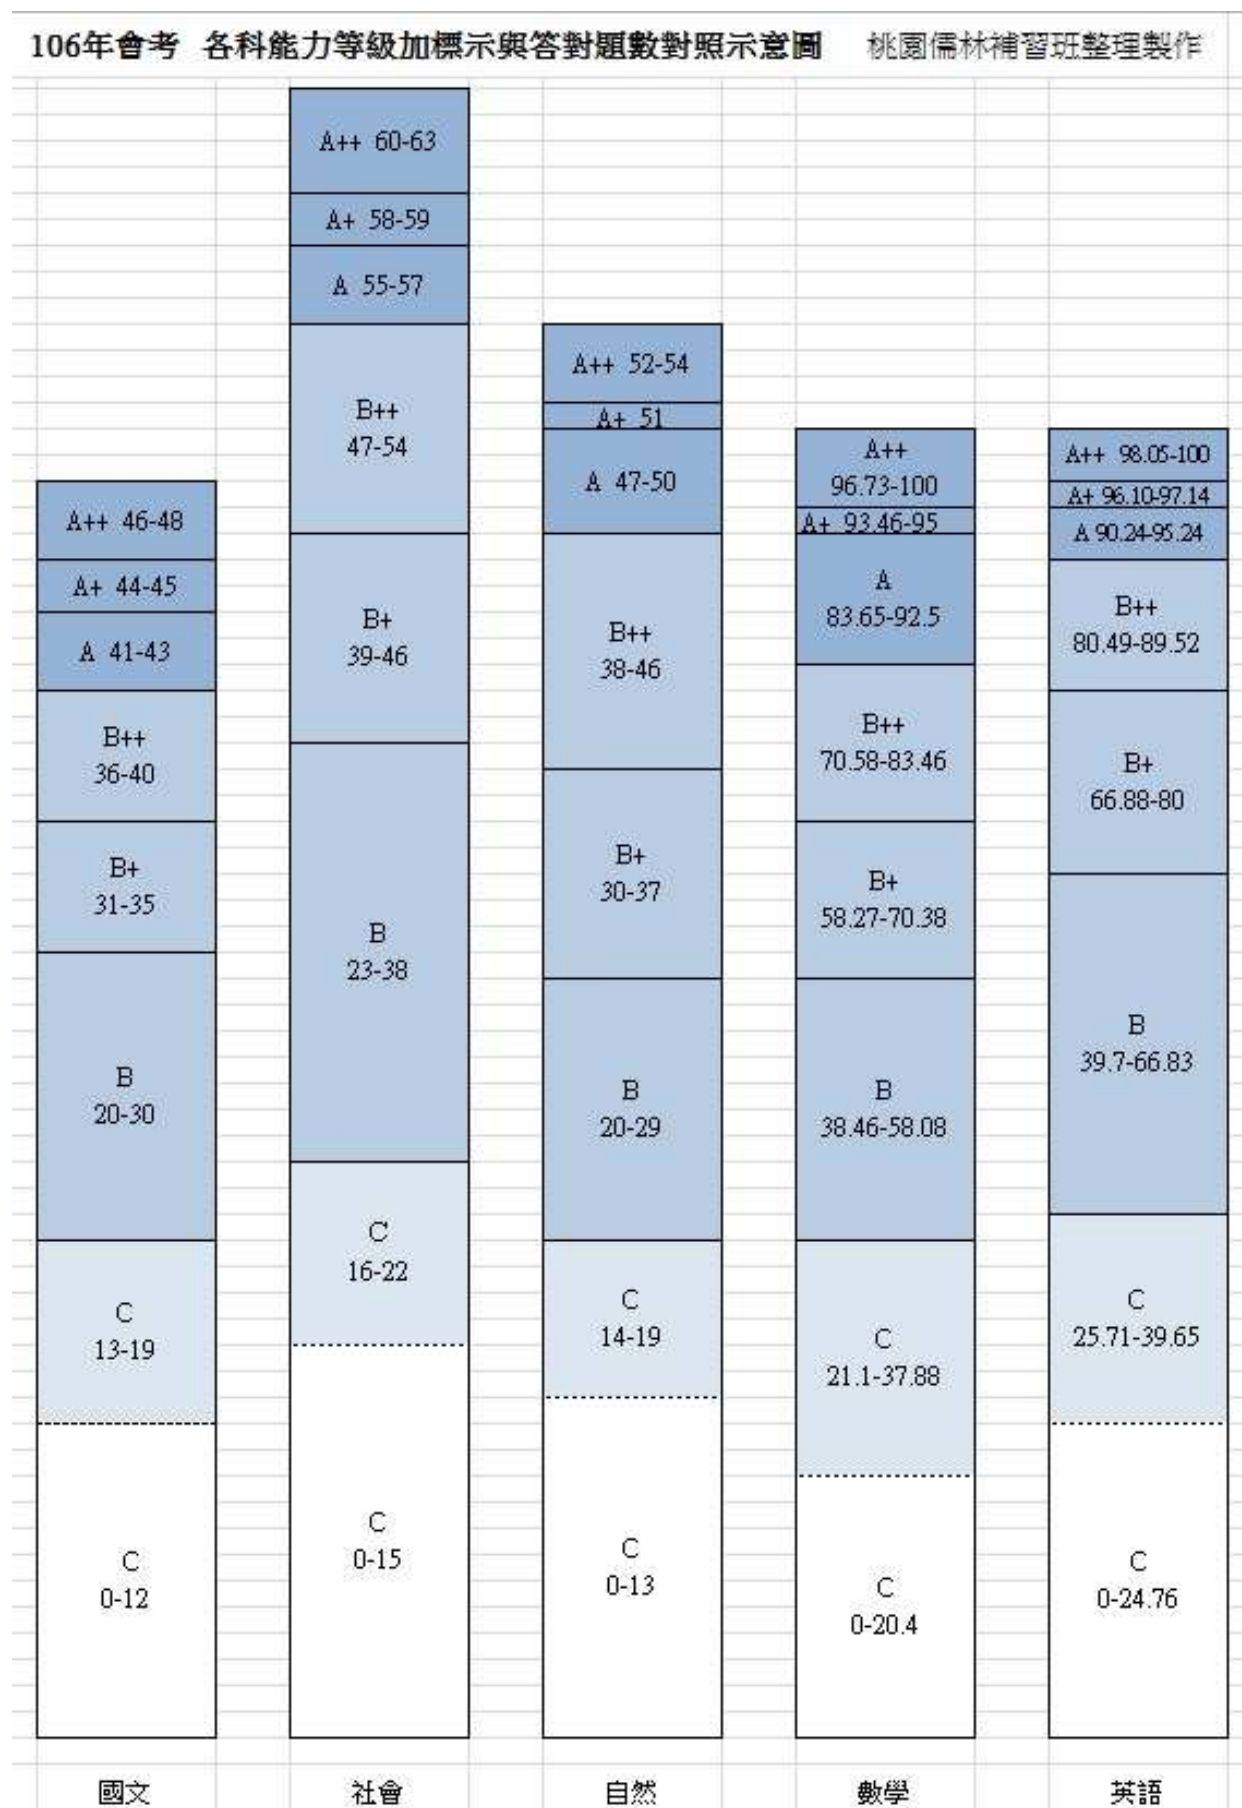 106年會考 各科能力等級加標示與答對題數對照示意圖 桃園儒林補習班整理製作
A++ 46-48
A+ 44-45
A 41-43
B++
36-40
B+
31-35
B
20-30
C
13-19
C
0-12
國文
A++ 60-63
A+ 58-59
A 55-57
B++
47-54
B+
39-46
B
23-38
C
16-22
C
0-15
社會
A++ 52-54
A+ 51
A 47-50
B++
38-46
B+
30-37
B
20-29
C
14-19
C
0-13
自然
A++
96.73-100
A+ 93.46-95
A
83.65-92.5
B++
70.58-83.46
B+
58.27-70.38
B
38.46-58.08
C
21.1-37.88
C
0-20.4
數學
A++ 98.05-100
A+ 96.10-97.14
A 90.24-95.24
B++
80.49-89.52
B+
66.88-80
B
39.7-66.83
C
25.71-39.65
C
0-24.76
英語